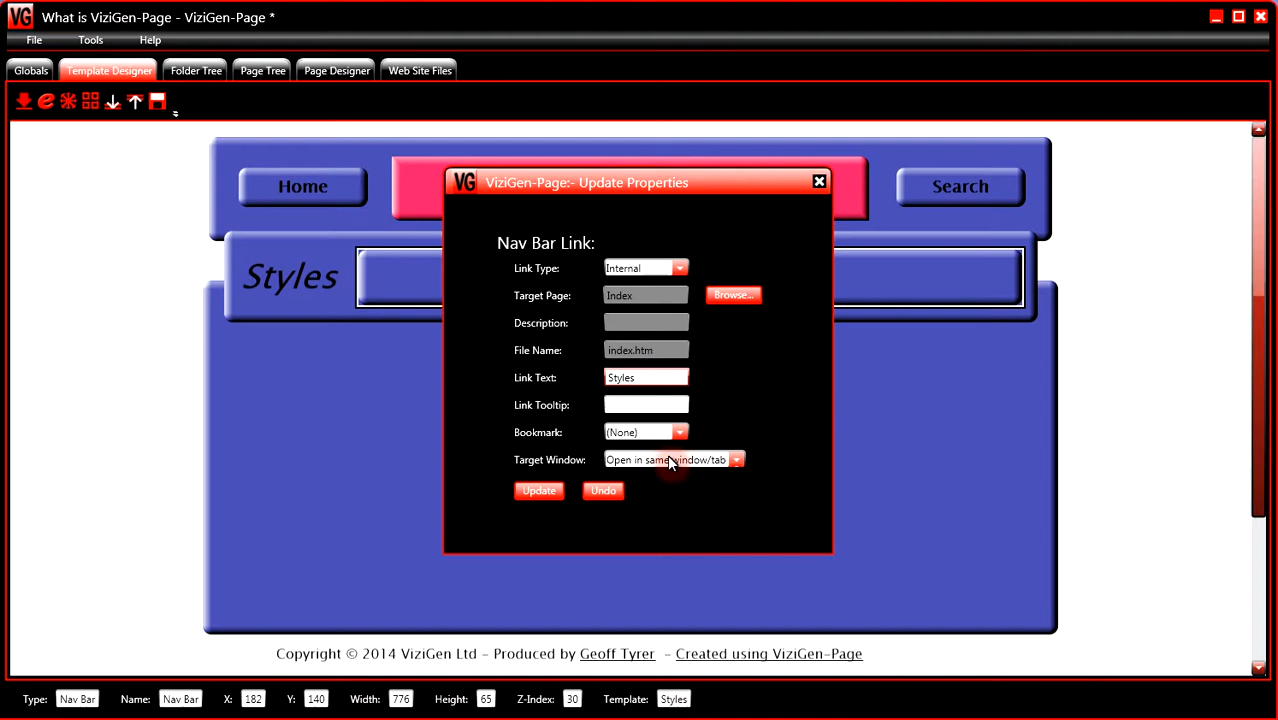 VG What is ViziGen-Page - ViziGen-Page *
File Tools Help
Globals Template Designer Folder Tree Page Tree Page Designer Web Site Files
Home
Search
Styles
VG ViziGen-Page:- Update Properties
Nav Bar Link:
Link Type: Internal
Target Page: Index Browse...
Description:
File Name: index.htm
Link Text: Styles
Link Tooltip:
Bookmark: (None)
Target Window: Open in same window/tab
Update Undo
Copyright © 2014 ViziGen Ltd – Produced by Geoff Tyrer – Created using ViziGen-Page
Type: Nav Bar Name: Nav Bar X: 182 Y: 140 Width: 776 Height: 65 Z-Index: 30 Template: Styles